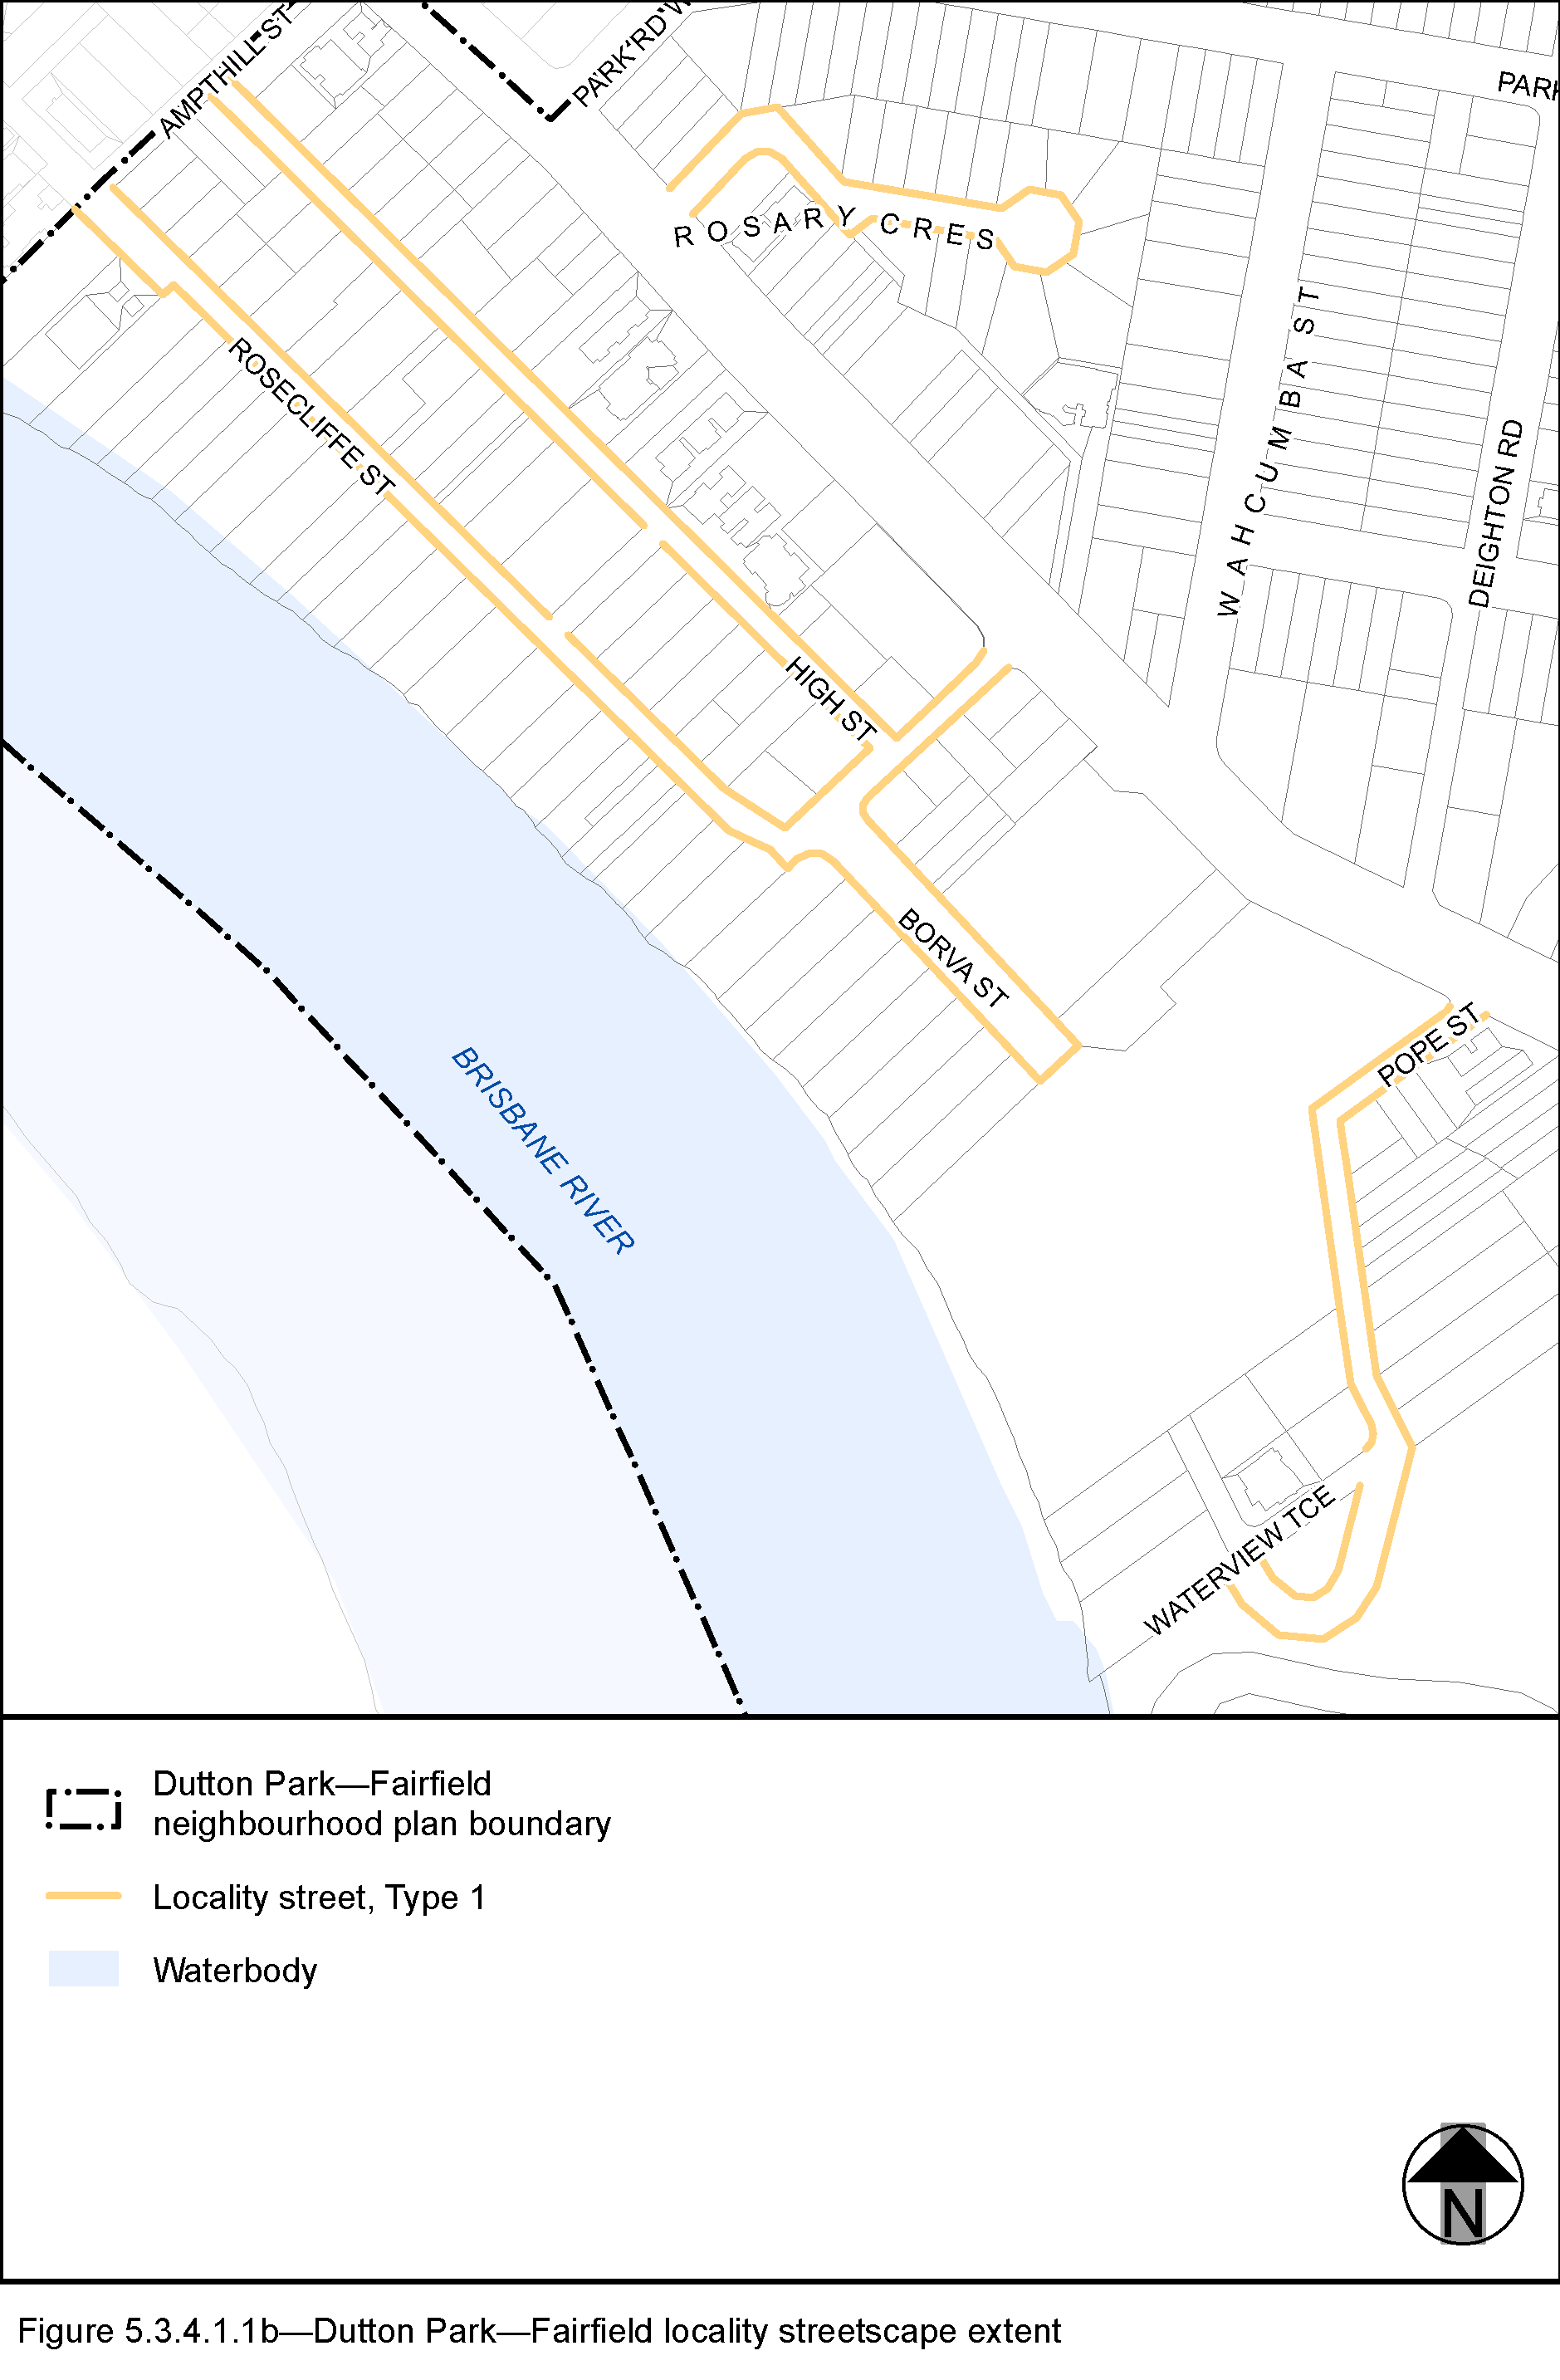 AMPTHILL ST
PARK RD W
PARK
ROSARY CRES
WAHCUMBA ST
DEIGHTON RD
ROSECLIFFE ST
HIGH ST
BORVA ST
POPE ST
BRISBANE RIVER
WATERVIEW TCE
Dutton Park—Fairfield
neighbourhood plan boundary
Locality street, Type 1
Waterbody
N
Figure 5.3.4.1.1b—Dutton Park—Fairfield locality streetscape extent